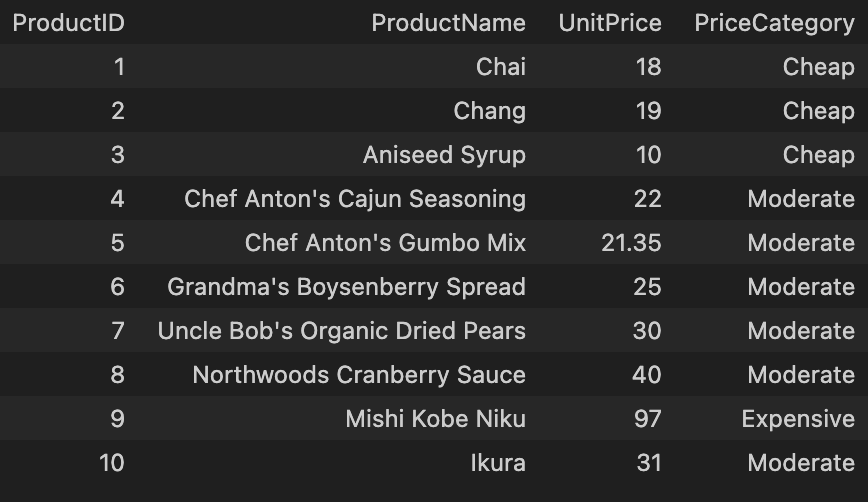 ProductID ProductName UnitPrice PriceCategory
1 Chai 18 Cheap
2 Chang 19 Cheap
3 Aniseed Syrup 10 Cheap
4 Chef Anton's Cajun Seasoning 22 Moderate
5 Chef Anton's Gumbo Mix 21.35 Moderate
6 Grandma's Boysenberry Spread 25 Moderate
7 Uncle Bob's Organic Dried Pears 30 Moderate
8 Northwoods Cranberry Sauce 40 Moderate
9 Mishi Kobe Niku 97 Expensive
10 Ikura 31 Moderate